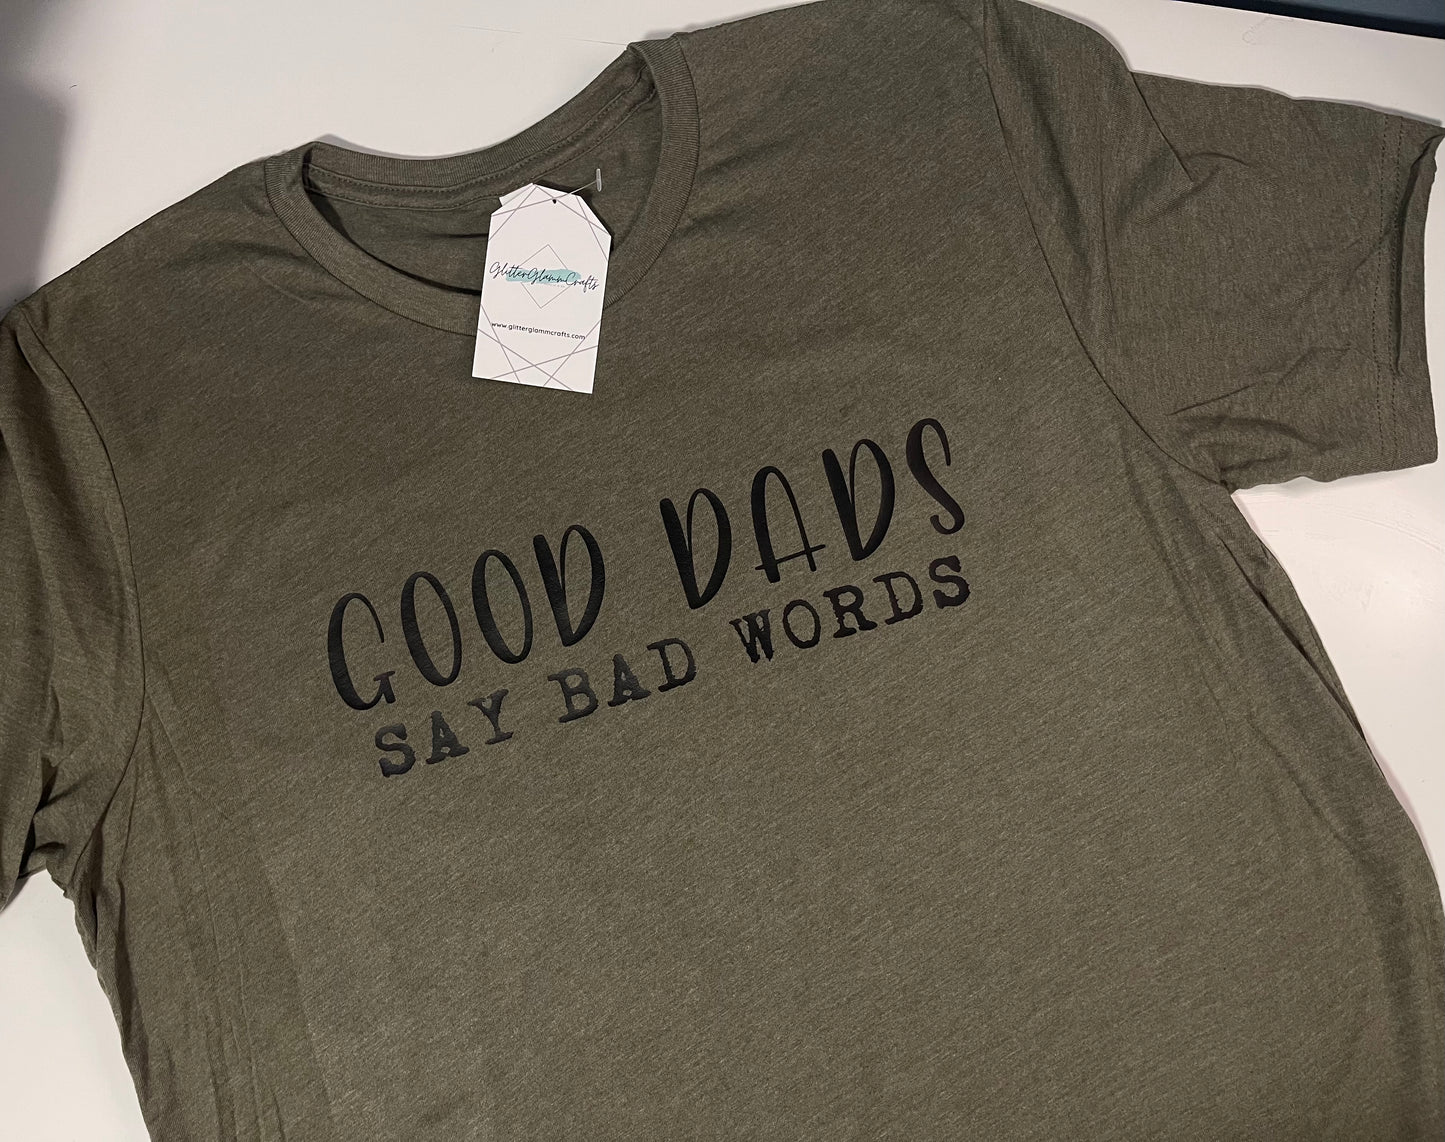 GlitterGlammCrafts
www.glitterglammcrafts.com
GOOD DADS
SAY BAD WORDS